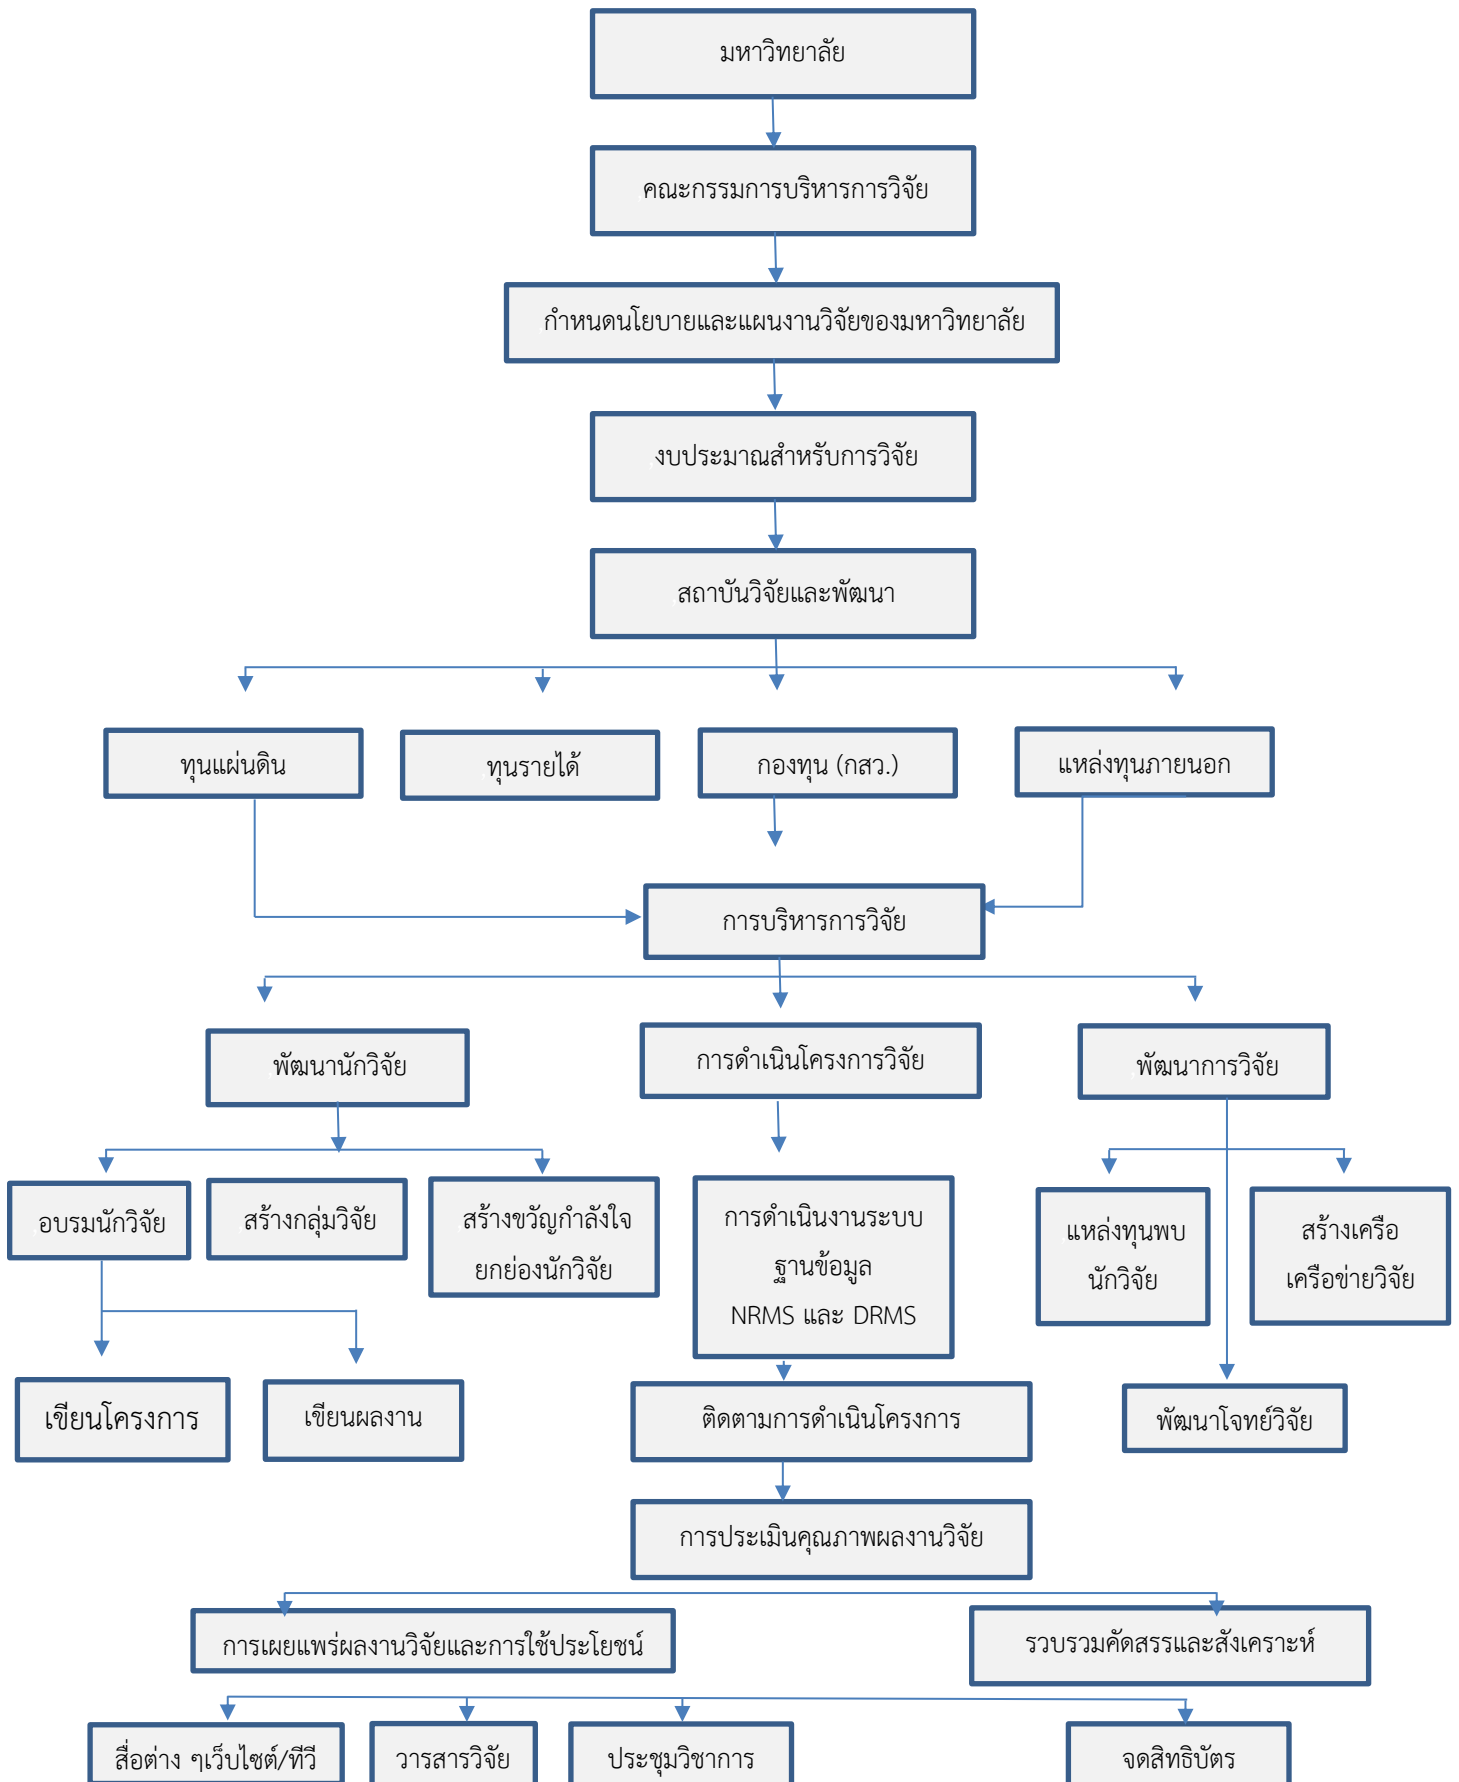 มหาวิทยาลัย
คณะกรรมการบริหารการวิจัย
กำหนดนโยบายและแผนงานวิจัยของมหาวิทยาลัย
งบประมาณสำหรับการวิจัย
สถาบันวิจัยและพัฒนา
ทุนแผ่นดิน
ทุนรายได้
กองทุน (กสว.)
แหล่งทุนภายนอก
การบริหารการวิจัย
พัฒนานักวิจัย
การดำเนินโครงการวิจัย
พัฒนาการวิจัย
อบรมนักวิจัย
สร้างกลุ่มวิจัย
สร้างขวัญกำลังใจ
ยกย่องนักวิจัย
การดำเนินงานระบบ
ฐานข้อมูล
NRMS และ DRMS
แหล่งทุนพบ
นักวิจัย
สร้างเครือ
เครือข่ายวิจัย
เขียนโครงการ
เขียนผลงาน
ติดตามการดำเนินโครงการ
พัฒนาโจทย์วิจัย
การประเมินคุณภาพผลงานวิจัย
การเผยแพร่ผลงานวิจัยและการใช้ประโยชน์
รวบรวมคัดสรรและสังเคราะห์
สื่อต่าง ๆเว็บไซต์/ทีวี
วารสารวิจัย
ประชุมวิชาการ
จดสิทธิบัตร